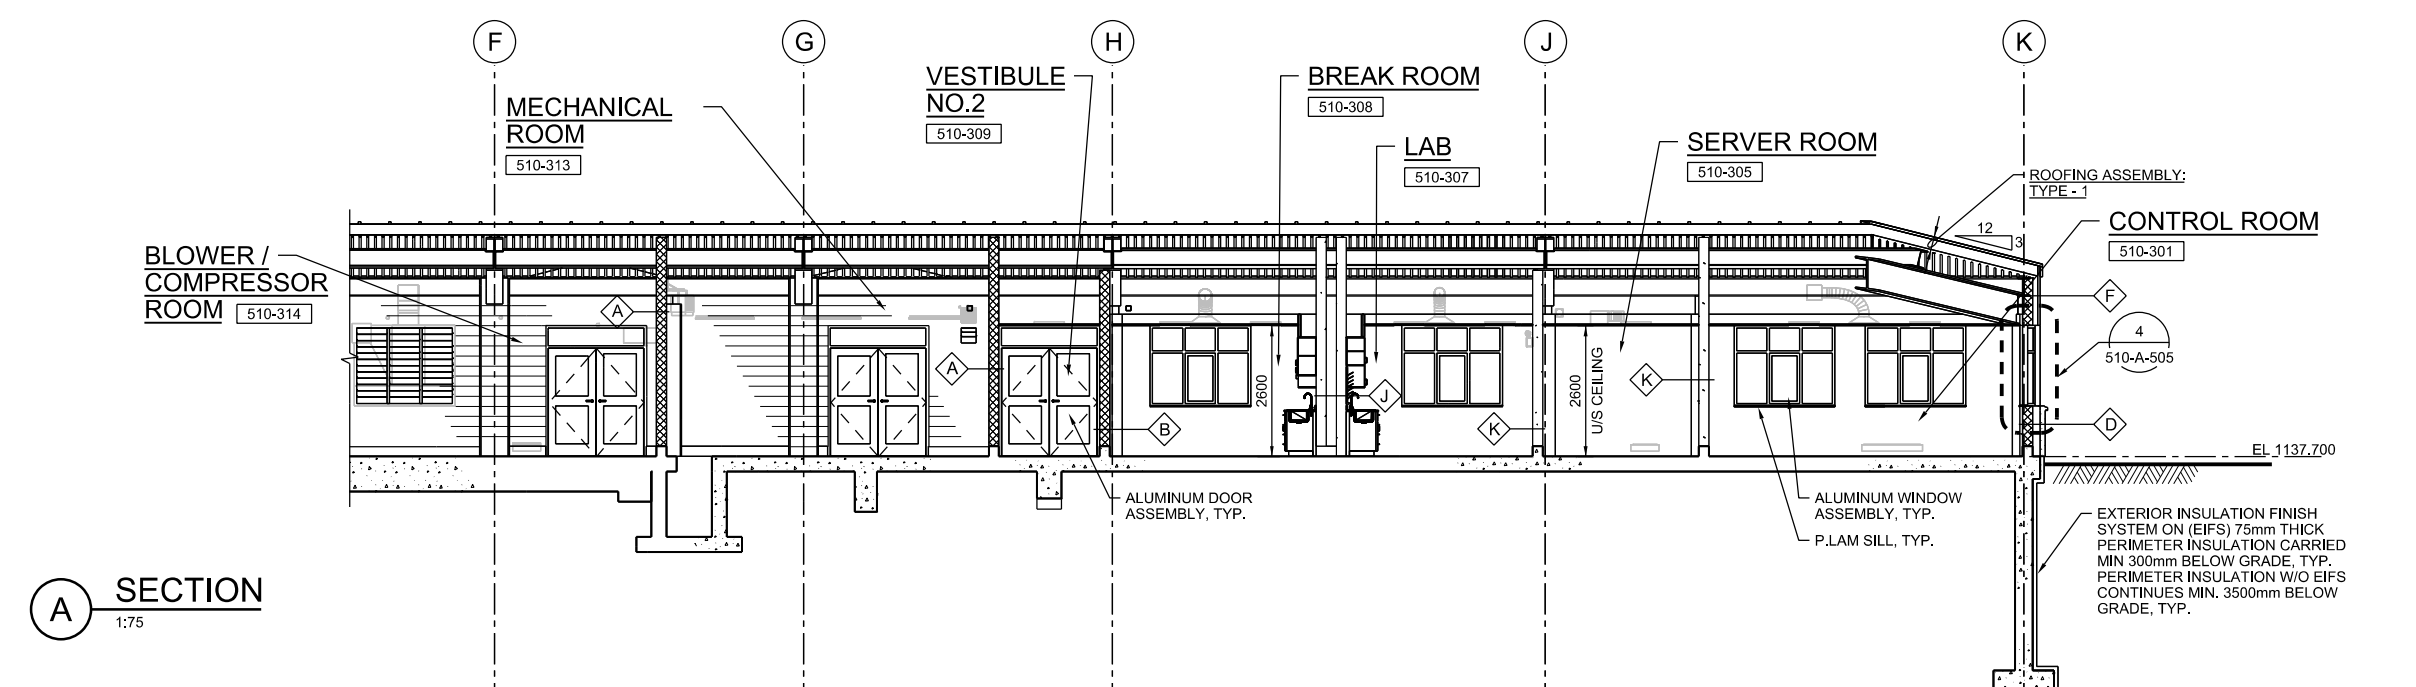 F
G
H
J
K
MECHANICAL
ROOM
510-313
VESTIBULE
NO.2
510-309
BREAK ROOM
510-308
LAB
510-307
SERVER ROOM
510-305
ROOFING ASSEMBLY:
TYPE - 1
12
3
CONTROL ROOM
510-301
BLOWER /
COMPRESSOR
ROOM 510-314
A
A
B
2600
J
K
2600
U/S CEILING
K
F
4
510-A-505
D
EL 1137.700
ALUMINUM DOOR
ASSEMBLY, TYP.
ALUMINUM WINDOW
ASSEMBLY, TYP.
P.LAM SILL, TYP.
EXTERIOR INSULATION FINISH
SYSTEM ON (EIFS) 75mm THICK
PERIMETER INSULATION CARRIED
MIN 300mm BELOW GRADE, TYP.
PERIMETER INSULATION W/O EIFS
CONTINUES MIN. 3500mm BELOW
GRADE, TYP.
A SECTION
1:75